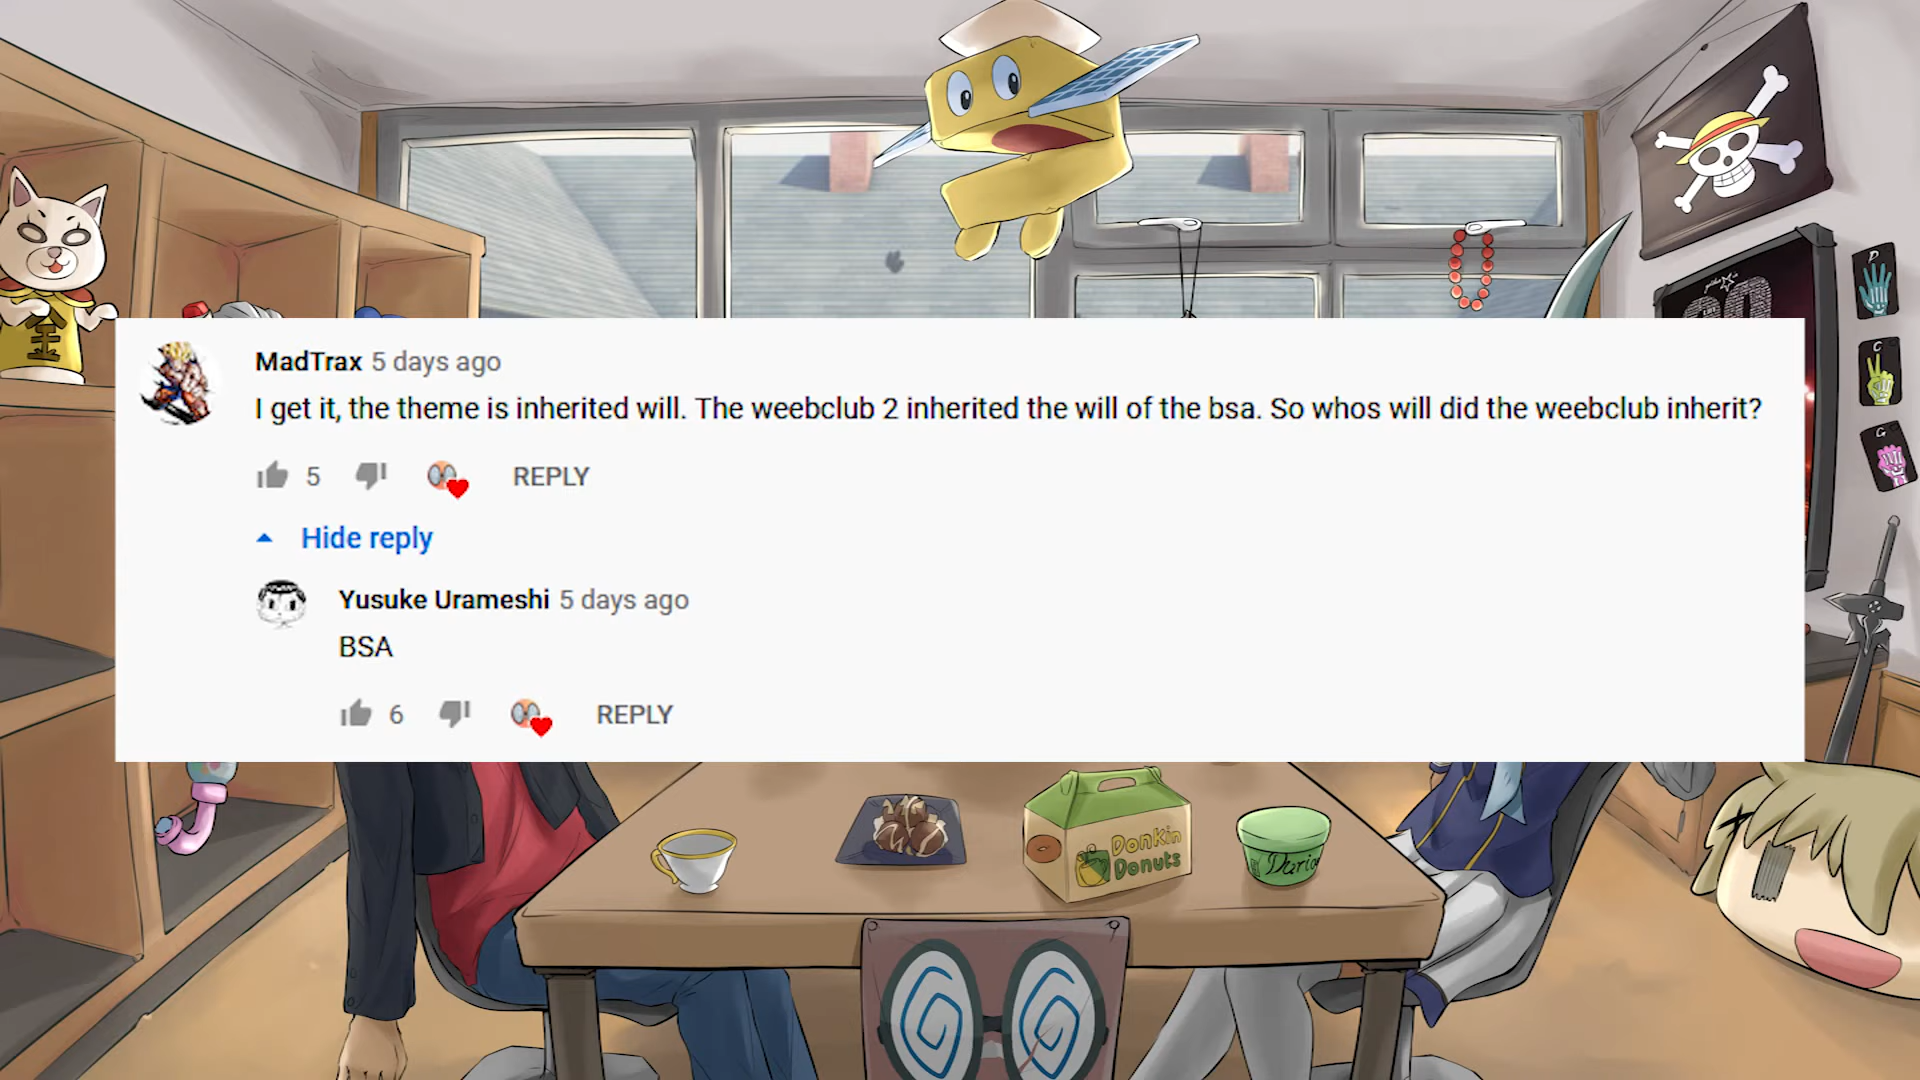 MadTrax 5 days ago
I get it, the theme is inherited will. The weebclub 2 inherited the will of the bsa. So whos will did the weebclub inherit?
5 REPLY
Hide reply
Yusuke Urameshi 5 days ago
BSA
6 REPLY
金
P
C
G
DonKin
Donuts